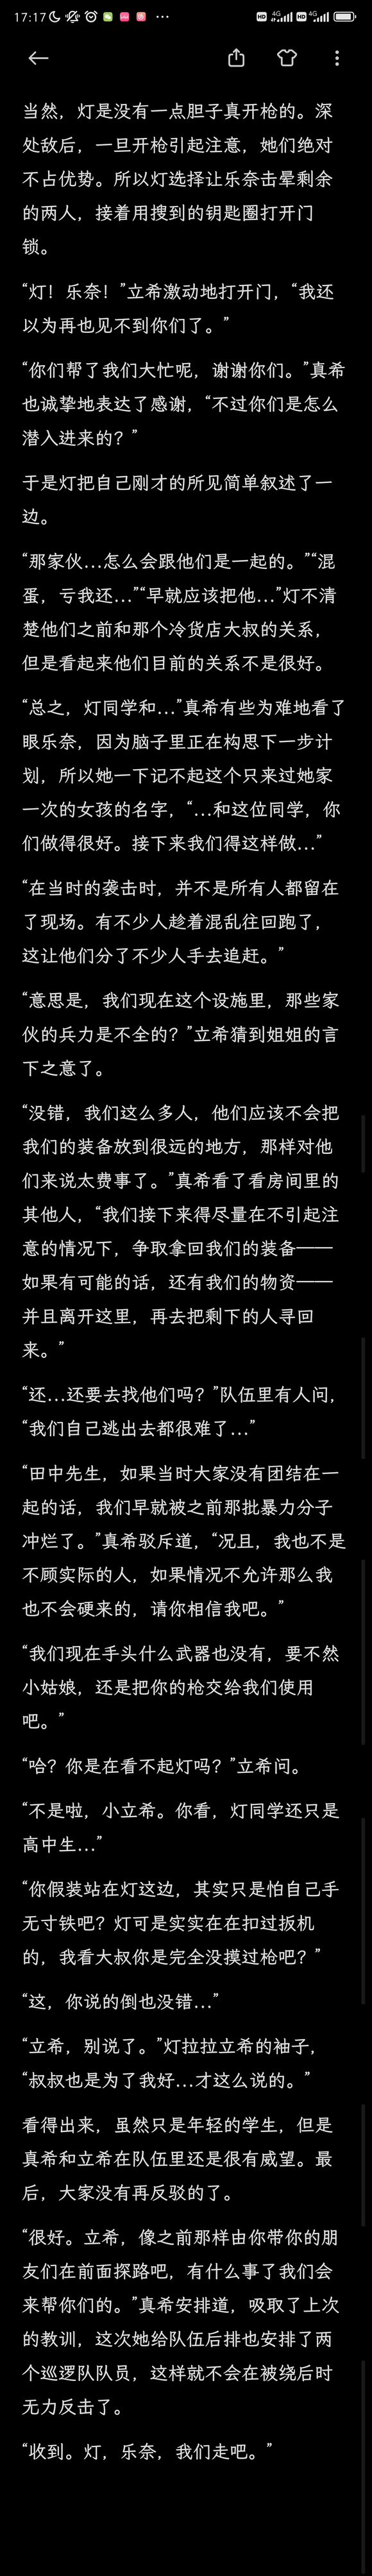 17:17
HD 4G HD 4G
当然，灯是没有一点胆子真开枪的。深
处敌后，一旦开枪引起注意，她们绝对
不占优势。所以灯选择让乐奈击晕剩余
的两人，接着用搜到的钥匙圈打开门
锁。
“灯！乐奈！”立希激动地打开门，“我还
以为再也见不到你们了。”
“你们帮了我们大忙呢，谢谢你们。”真希
也诚挚地表达了感谢，“不过你们是怎么
潜入进来的？”
于是灯把自己刚才的所见简单叙述了一
边。
“那家伙...怎么会跟他们是一起的。”“混
蛋，亏我还...”“早就应该把他...”灯不清
楚他们之前和那个冷货店大叔的关系，
但是看起来他们目前的关系不是很好。
“总之，灯同学和...”真希有些为难地看了
眼乐奈，因为脑子里正在构思下一步计
划，所以她一下记不起这个只来过她家
一次的女孩的名字，“...和这位同学，你
们做得很好。接下来我们得这样做...”
“在当时的袭击时，并不是所有人都留在
了现场。有不少人趁着混乱往回跑了，
这让他们分了不少人手去追赶。”
“意思是，我们现在这个设施里，那些家
伙的兵力是不全的？”立希猜到姐姐的言
下之意了。
“没错，我们这么多人，他们应该不会把
我们的装备放到很远的地方，那样对他
们来说太费事了。”真希看了看房间里的
其他人，“我们接下来得尽量在不引起注
意的情况下，争取拿回我们的装备——
如果有可能的话，还有我们的物资——
并且离开这里，再去把剩下的人寻回
来。”
“还...还要去找他们吗？”队伍里有人问，
“我们自己逃出去都很难了...”
“田中先生，如果当时大家没有团结在一
起的话，我们早就被之前那批暴力分子
冲烂了。”真希驳斥道，“况且，我也不是
不顾实际的人，如果情况不允许那么我
也不会硬来的，请你相信我吧。”
“我们现在手头什么武器也没有，要不然
小姑娘，还是把你的枪交给我们使用
吧。”
“哈？你是在看不起灯吗？”立希问。
“不是啦，小立希。你看，灯同学还只是
高中生...”
“你假装站在灯这边，其实只是怕自己手
无寸铁吧？灯可是实实在在扣过扳机
的，我看大叔你是完全没摸过枪吧？”
“这，你说的倒也没错...”
“立希，别说了。”灯拉拉立希的袖子，
“叔叔也是为了我好...才这么说的。”
看得出来，虽然只是年轻的学生，但是
真希和立希在队伍里还是很有威望。最
后，大家没有再反驳的了。
“很好。立希，像之前那样由你带你的朋
友们在前面探路吧，有什么事了我们会
来帮你们的。”真希安排道，吸取了上次
的教训，这次她给队伍后排也安排了两
个巡逻队队员，这样就不会在被绕后时
无力反击了。
“收到。灯，乐奈，我们走吧。”